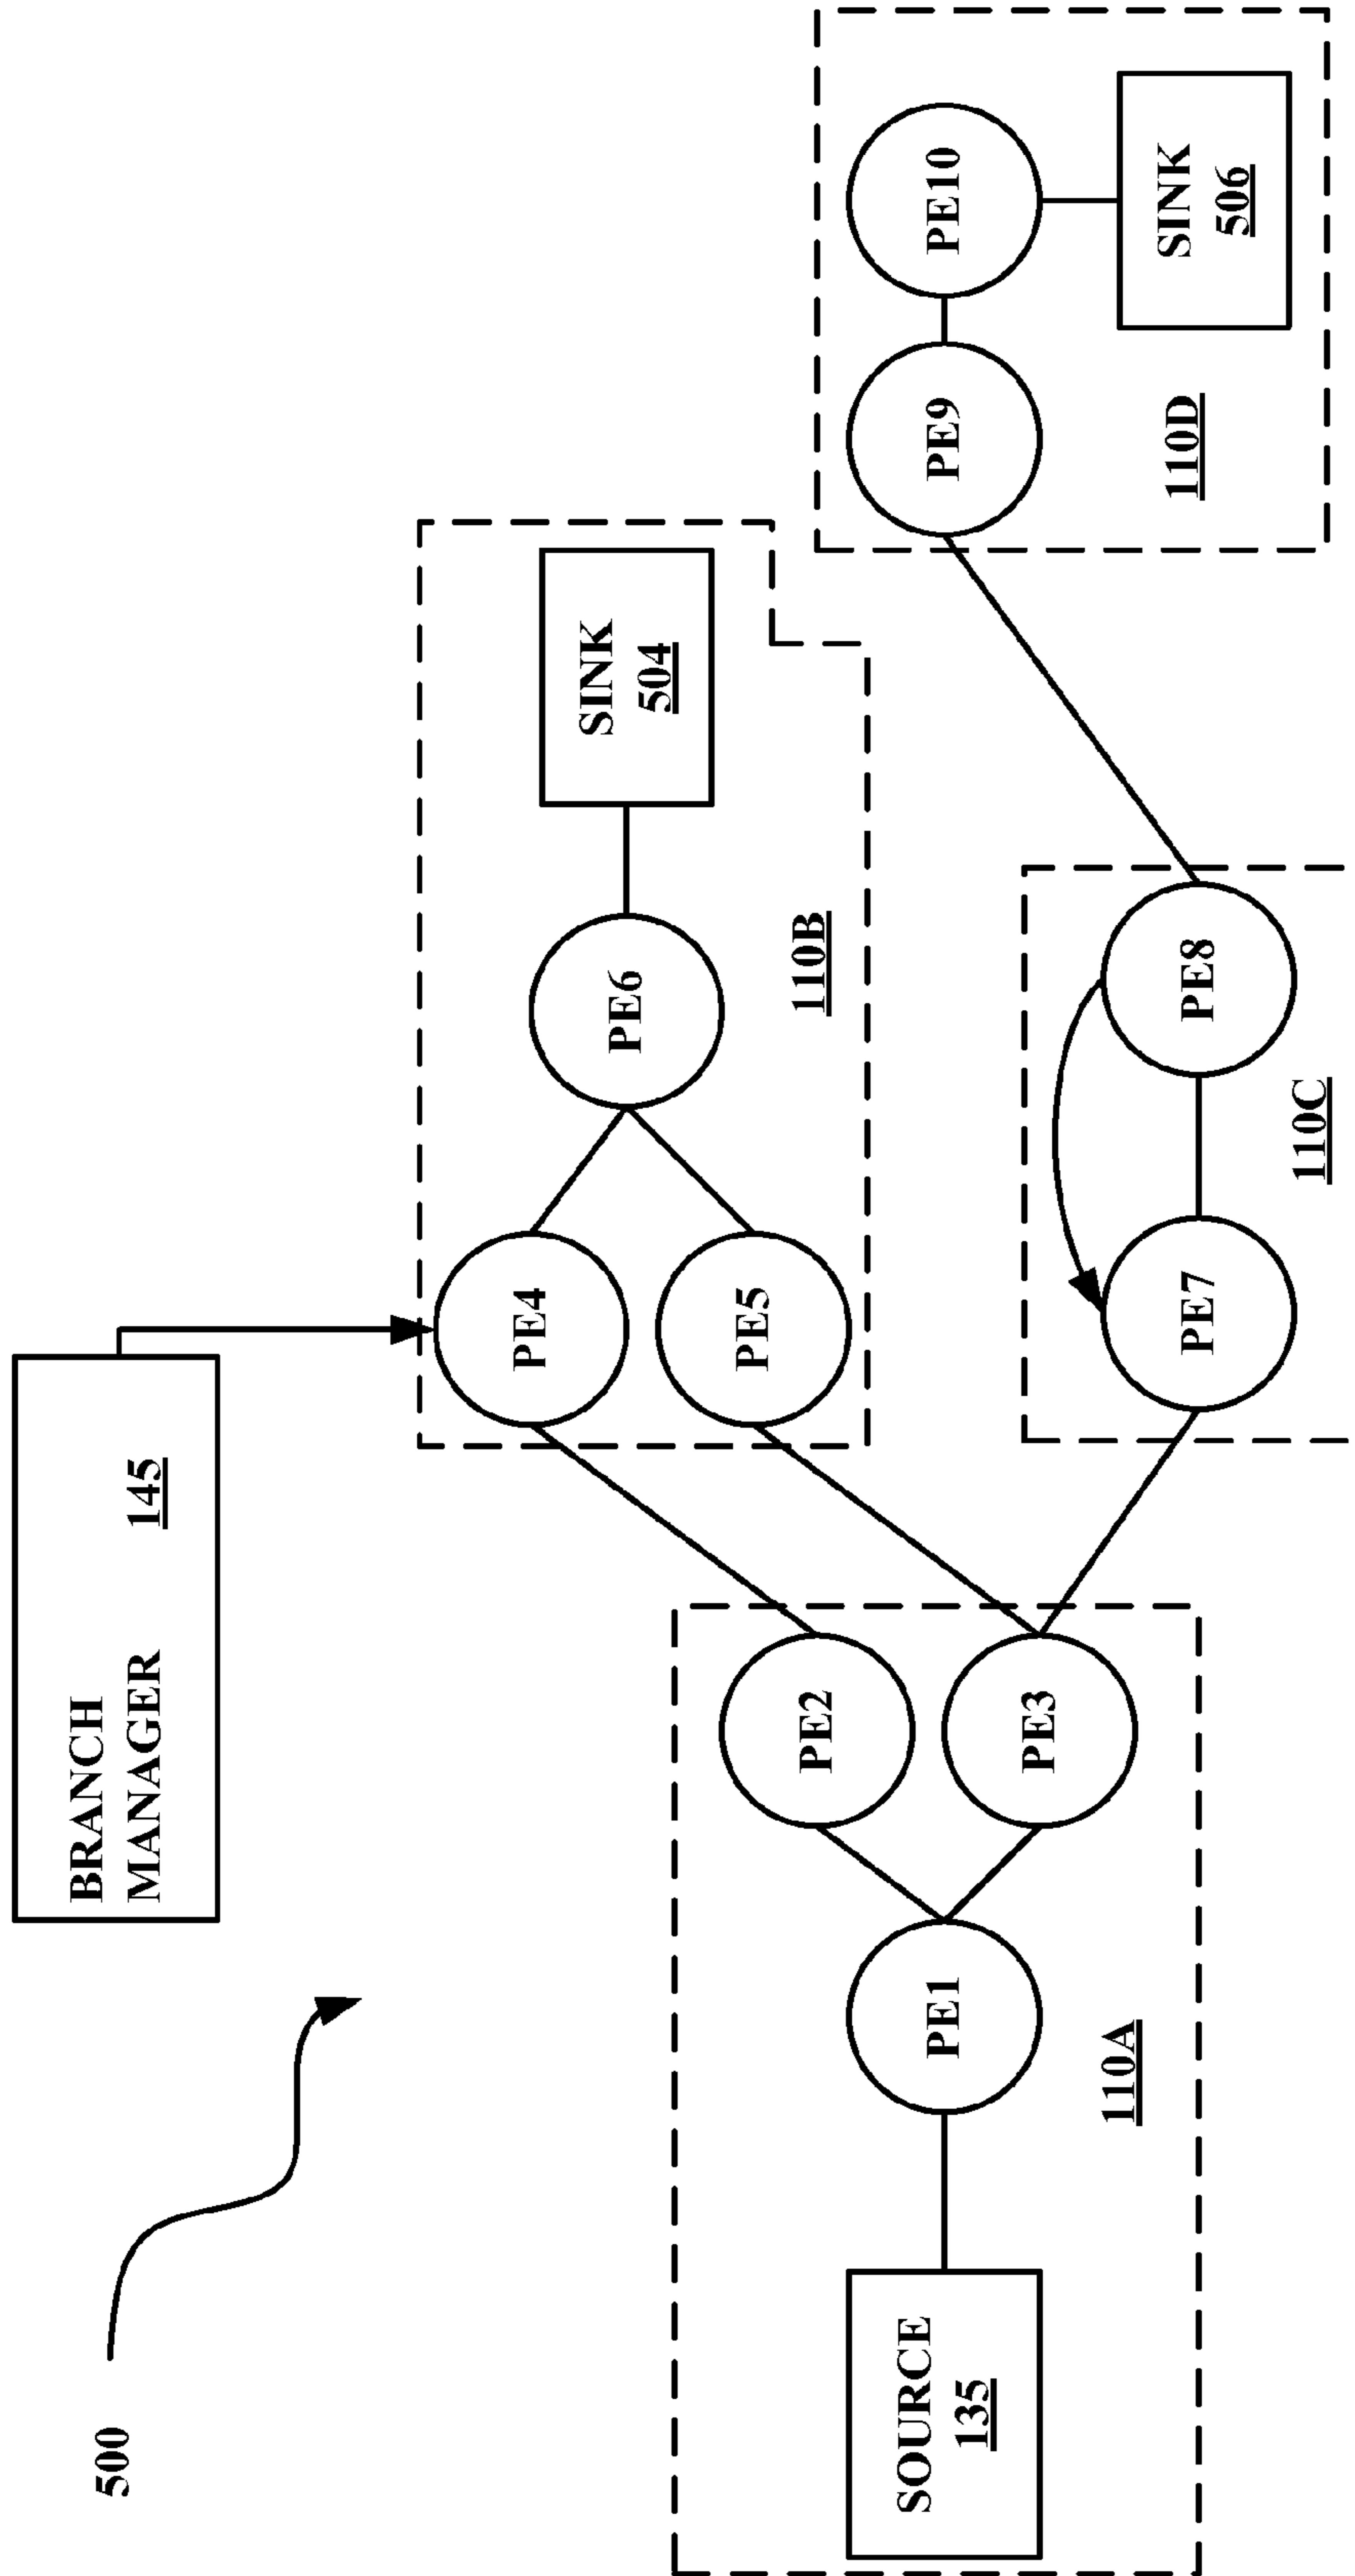 500
BRANCH
MANAGER 145
SOURCE
135
PE1
PE2
PE3
110A
PE4
PE5
PE6
SINK
504
110B
PE7
PE8
110C
PE9
PE10
SINK
506
110D